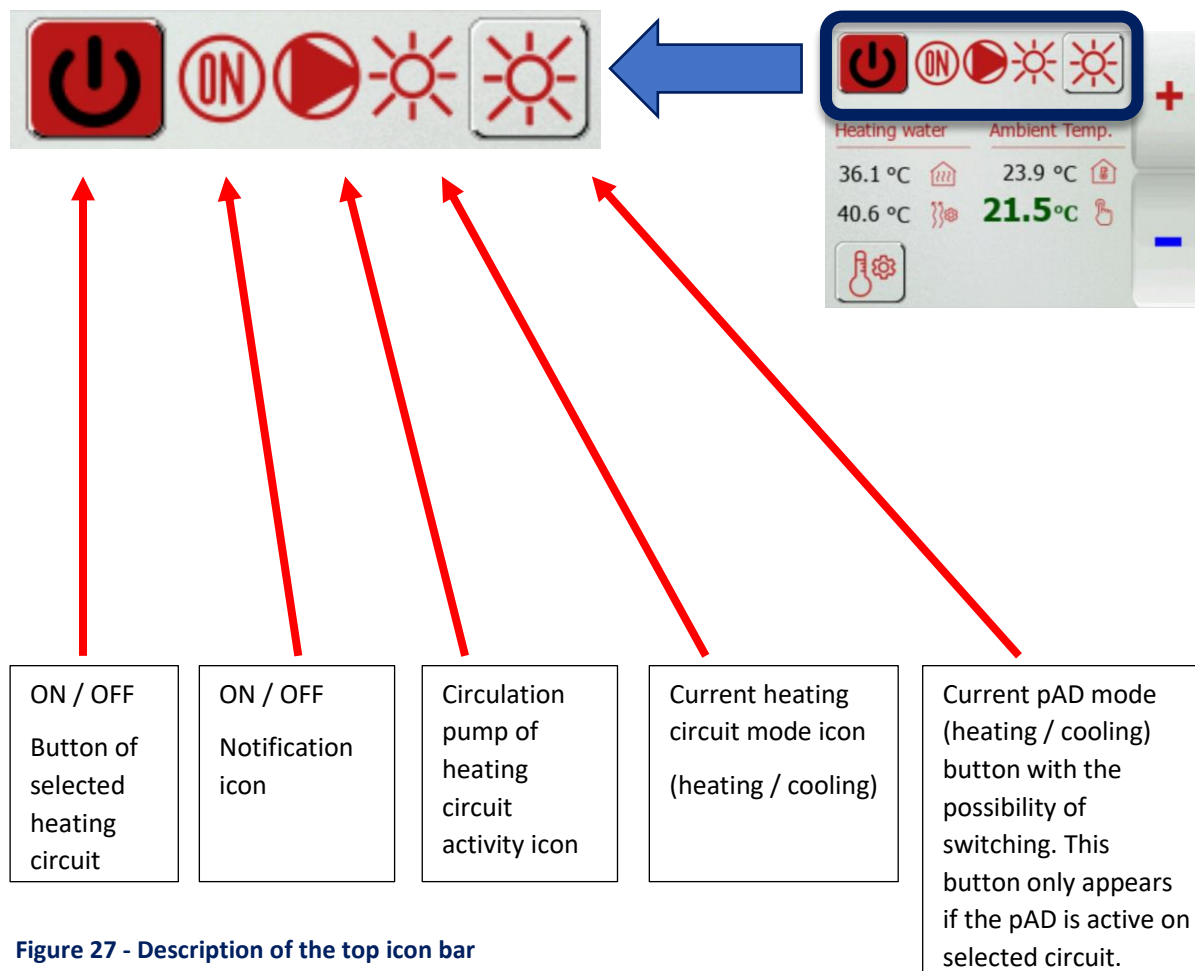 ON
ON
+
Heating water
Ambient Temp.
36.1 °C
23.9 °C
40.6 °C
21.5°C
-
ON / OFF
Button of
selected
heating
circuit
ON / OFF
Notification
icon
Circulation
pump of
heating
circuit
activity icon
Current heating
circuit mode icon
(heating / cooling)
Current pAD mode
(heating / cooling)
button with the
possibility of
switching. This
button only appears
if the pAD is active on
selected circuit.
Figure 27 - Description of the top icon bar